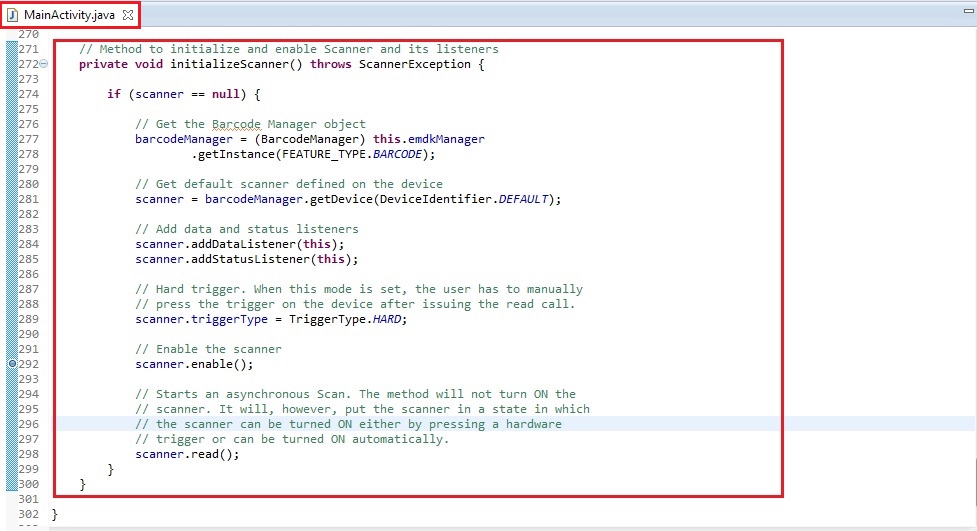 MainActivity.java
270
271 // Method to initialize and enable Scanner and its listeners
272 private void initializeScanner() throws ScannerException {
273
274 if (scanner == null) {
275
276 // Get the Barcode Manager object
277 barcodeManager = (BarcodeManager) this.emdkManager
278 .getInstance(FEATURE_TYPE.BARCODE);
279
280 // Get default scanner defined on the device
281 scanner = barcodeManager.getDevice(DeviceIdentifier.DEFAULT);
282
283 // Add data and status listeners
284 scanner.addDataListener(this);
285 scanner.addStatusListener(this);
286
287 // Hard trigger. When this mode is set, the user has to manually
288 // press the trigger on the device after issuing the read call.
289 scanner.triggerType = TriggerType.HARD;
290
291 // Enable the scanner
292 scanner.enable();
293
294 // Starts an asynchronous Scan. The method will not turn ON the
295 // scanner. It will, however, put the scanner in a state in which
296 // the scanner can be turned ON either by pressing a hardware
297 // trigger or can be turned ON automatically.
298 scanner.read();
299 }
300 }
301
302 }